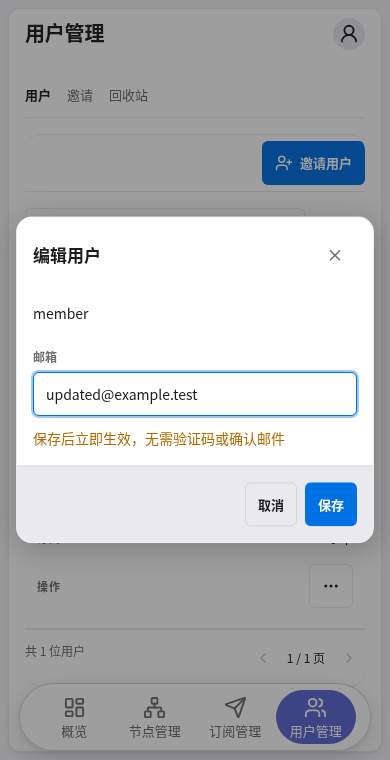 用户管理
用户 邀请 回收站
邀请用户
编辑用户
member
邮箱
updated@example.test
保存后立即生效，无需验证码或确认邮件
取消 保存
操作
共 1 位用户
1 / 1 页
概览 节点管理 订阅管理 用户管理